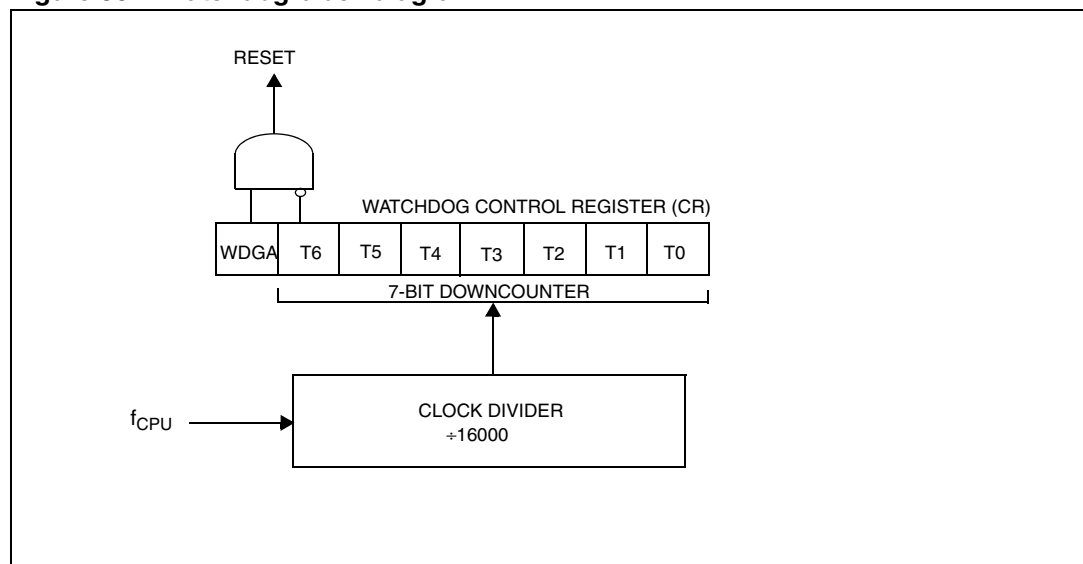 RESET
WATCHDOG CONTROL REGISTER (CR)
WDGA T6 T5 T4 T3 T2 T1 T0
7-BIT DOWNCOUNTER
fCPU
CLOCK DIVIDER
÷16000